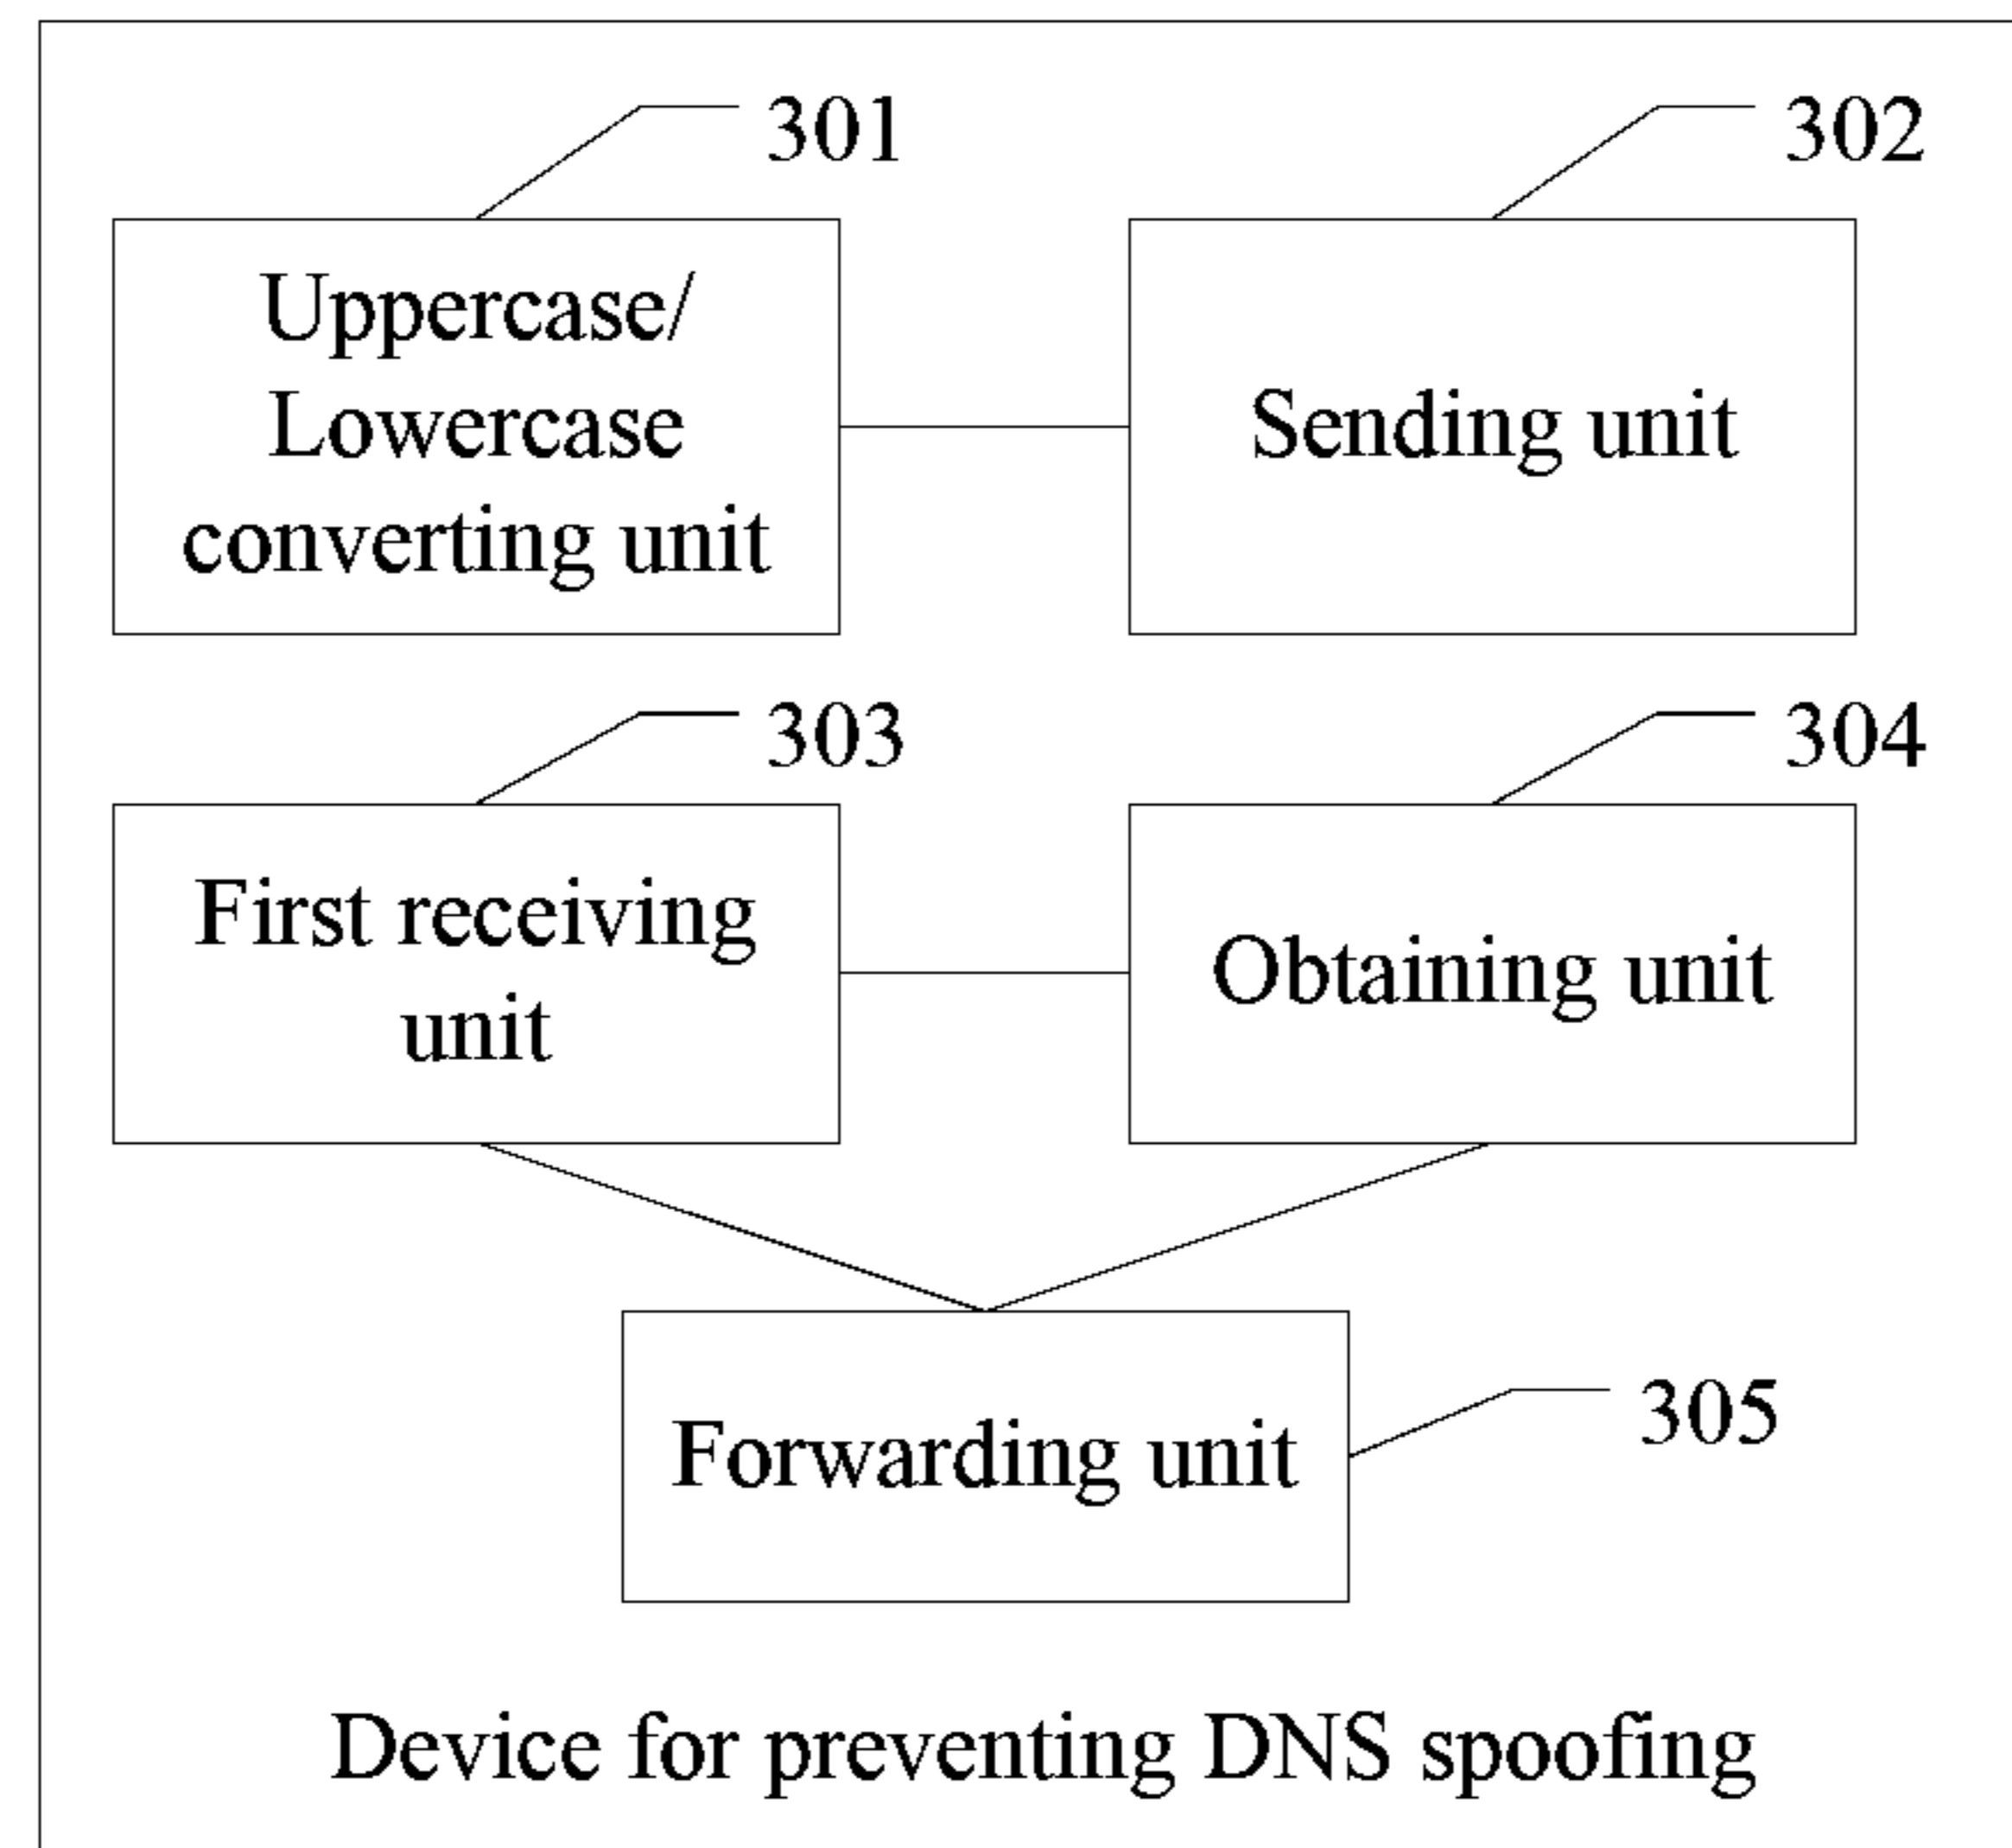 301
302
Uppercase/
Lowercase
converting unit
Sending unit
303
304
First receiving
unit
Obtaining unit
Forwarding unit
305
Device for preventing DNS spoofing